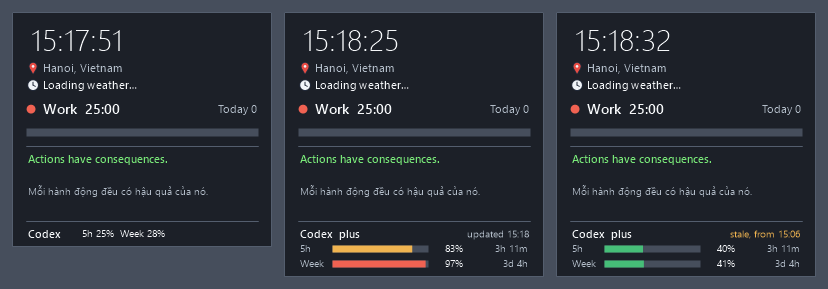 15:17:51
Hanoi, Vietnam
Loading weather...
Work 25:00 Today 0
Actions have consequences.
Mỗi hành động đều có hậu quả của nó.
Codex 5h 25% Week 28%
15:18:25
Hanoi, Vietnam
Loading weather...
Work 25:00 Today 0
Actions have consequences.
Mỗi hành động đều có hậu quả của nó.
Codex plus updated 15:18
5h 83% 3h 11m
Week 97% 3d 4h
15:18:32
Hanoi, Vietnam
Loading weather...
Work 25:00 Today 0
Actions have consequences.
Mỗi hành động đều có hậu quả của nó.
Codex plus stale, from 15:06
5h 40% 3h 11m
Week 41% 3d 4h